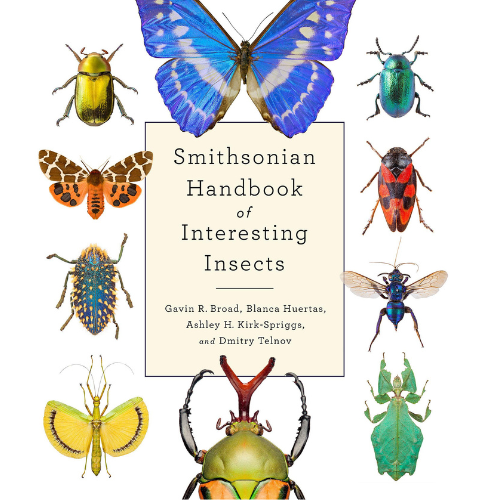 Smithsonian
Handbook
of
Interesting
Insects
Gavin R. Broad, Blanca Huertas,
Ashley H. Kirk-Spriggs,
and Dmitry Telnov